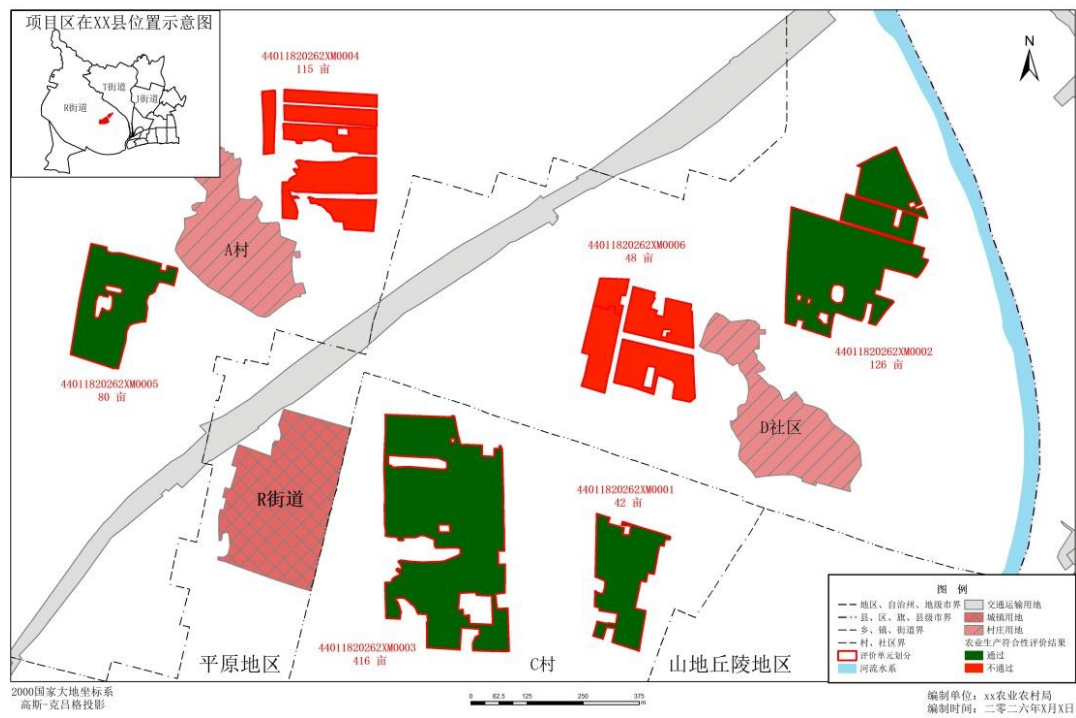 项目区在XX县位置示意图
T街道
J街道
R街道
44011820262XM0004
115 亩
N
A村
44011820262XM0006
48 亩
44011820262XM0002
126 亩
44011820262XM0005
80 亩
D社区
R街道
44011820262XM0001
42 亩
44011820262XM0003
416 亩
平原地区
C村
山地丘陵地区
图 例
地区、自治州、地级市界
县、区、旗、县级市界
乡、镇、街道界
村、社区界
评价单元划分
河流水系
交通运输用地
城镇用地
村庄用地
农业生产符合性评价结果
通过
不通过
2000国家大地坐标系
高斯-克吕格投影
0 62.5 125 250 375
m
编制单位：xx农业农村局
编制时间：二零二六年X月X日